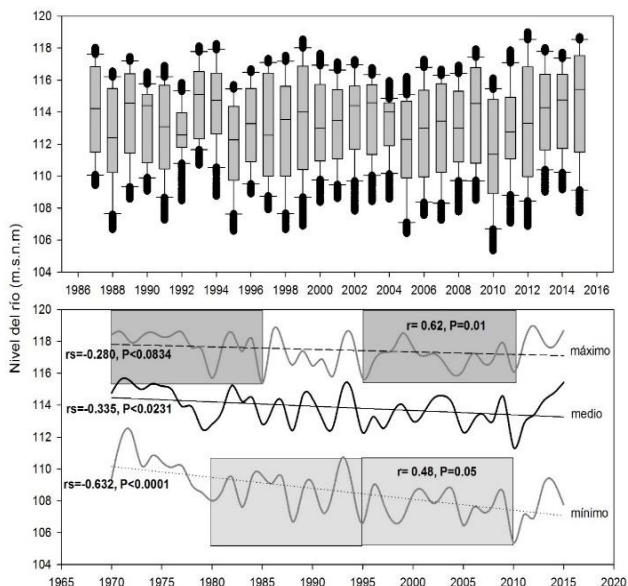 120
118
116
114
112
110
108
106
104
1986 1988 1990 1992 1994 1996 1998 2000 2002 2004 2006 2008 2010 2012 2014 2016
Nivel del río (m.s.n.m)
120
118
116
114
112
110
108
106
104
r= 0.62, P=0.01
rs=-0.280, P<0.0834
máximo
rs=-0.335, P<0.0231
medio
rs=-0.632, P<0.0001
r= 0.48, P=0.05
mínimo
1965 1970 1975 1980 1985 1990 1995 2000 2005 2010 2015 2020